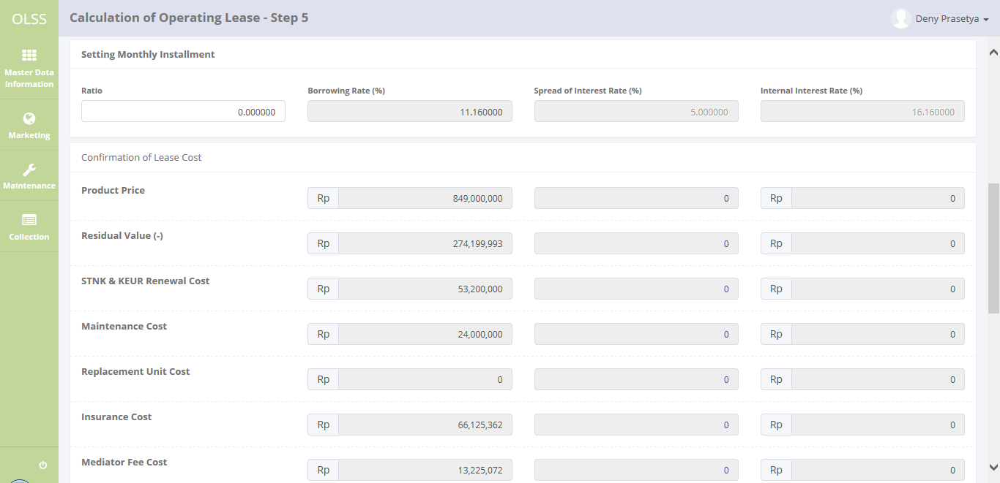 OLSS
Calculation of Operating Lease - Step 5
Deny Prasetya
Master Data
Information
Marketing
Maintenance
Collection
Setting Monthly Installment
Ratio
Borrowing Rate (%)
Spread of Interest Rate (%)
Internal Interest Rate (%)
0.000000
11.160000
5.000000
16.160000
Confirmation of Lease Cost
Product Price
Rp 849,000,000 0 Rp 0
Residual Value (-)
Rp 274,199,993 0 Rp 0
STNK & KEUR Renewal Cost
Rp 53,200,000 0 Rp 0
Maintenance Cost
Rp 24,000,000 0 Rp 0
Replacement Unit Cost
Rp 0 0 Rp 0
Insurance Cost
Rp 66,125,362 0 Rp 0
Mediator Fee Cost
Rp 13,225,072 0 Rp 0